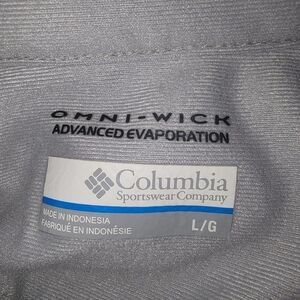 OMNI-WICK
ADVANCED EVAPORATION
Columbia
Sportswear Company
MADE IN INDONESIA
FABRIQUÉ EN INDONÉSIE
L/G